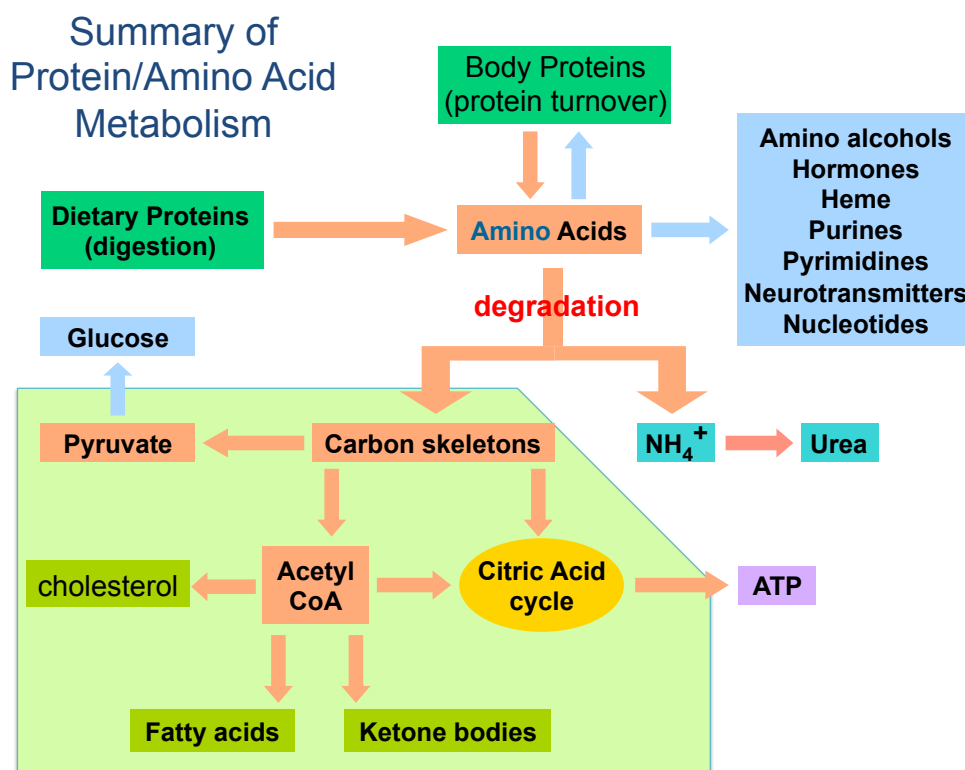 Summary of
Protein/Amino Acid
Metabolism
Body Proteins
(protein turnover)
Amino alcohols
Hormones
Heme
Purines
Pyrimidines
Neurotransmitters
Nucleotides
Dietary Proteins
(digestion)
Amino Acids
degradation
Glucose
Pyruvate
Carbon skeletons
NH₄⁺
Urea
cholesterol
Acetyl
CoA
Citric Acid
cycle
ATP
Fatty acids
Ketone bodies